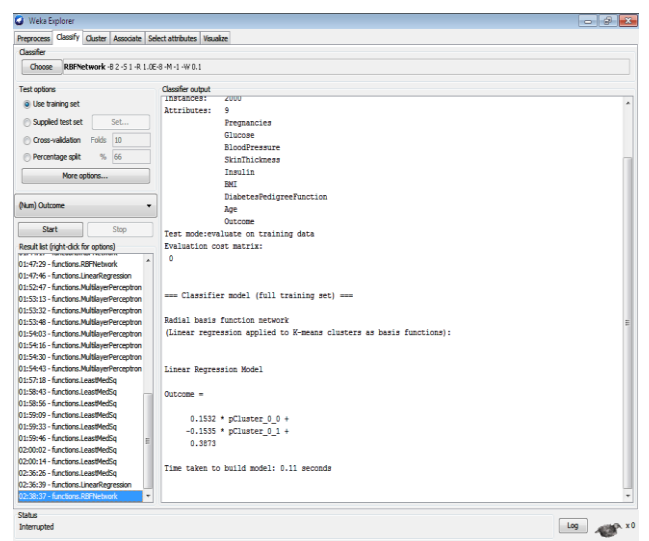 Weka Explorer
Preprocess Classify Cluster Associate Select attributes Visualize
Classifier
Choose RBFNetwork -B 2 -S 1 -R 1.0E-8 -M -1 -W 0.1
Test options
Use training set
Supplied test set Set...
Cross-validation Folds 10
Percentage split % 66
More options...
(Num) Outcome
Start Stop
Result list (right-click for options)
01:47:29 - functions.RBFNetwork
01:47:46 - functions.LinearRegression
01:52:47 - functions.MultilayerPerceptron
01:53:13 - functions.MultilayerPerceptron
01:53:32 - functions.MultilayerPerceptron
01:53:48 - functions.MultilayerPerceptron
01:54:03 - functions.MultilayerPerceptron
01:54:16 - functions.MultilayerPerceptron
01:54:30 - functions.MultilayerPerceptron
01:54:43 - functions.MultilayerPerceptron
01:57:18 - functions.LeastMedSq
01:58:43 - functions.LeastMedSq
01:58:56 - functions.LeastMedSq
01:59:09 - functions.LeastMedSq
01:59:33 - functions.LeastMedSq
01:59:46 - functions.LeastMedSq
02:00:02 - functions.LeastMedSq
02:00:14 - functions.LeastMedSq
02:36:26 - functions.LeastMedSq
02:36:39 - functions.LinearRegression
02:38:37 - functions.RBFNetwork
Classifier output
Instances: 2000
Attributes: 9
Pregnancies
Glucose
BloodPressure
SkinThickness
Insulin
BMI
DiabetesPedigreeFunction
Age
Outcome
Test mode:evaluate on training data
Evaluation cost matrix:
0
=== Classifier model (full training set) ===
Radial basis function network
(Linear regression applied to K-means clusters as basis functions):
Linear Regression Model
Outcome =
0.1532 * pCluster_0_0 +
-0.1535 * pCluster_0_1 +
0.3873
Time taken to build model: 0.11 seconds
Status
Interrupted
Log
x 0